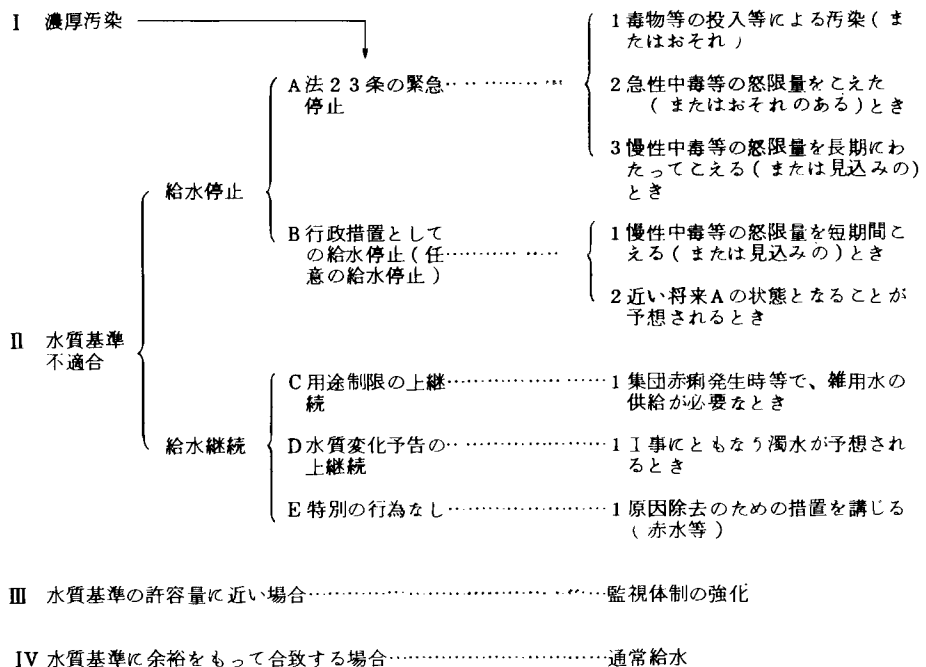 I 濃厚汚染
1 毒物等の投入等による汚染(ま
たはおそれ)
A 法23条の緊急
停止
2 急性中毒等の怒限量をこえた
(またはおそれのある)とき
3 慢性中毒等の怒限量を長期にわ
たってこえる(または見込みの)
とき
給水停止
B 行政措置として
の給水停止(任
意の給水停止)
1 慢性中毒等の怒限量を短期間こ
える(または見込みの)とき
2 近い将来Aの状態となることが
予想されるとき
II 水質基準
不適合
C 用途制限の上継
続
1 集団赤痢発生時等で、雑用水の
供給が必要なとき
給水継続
D 水質変化予告の
上継続
1 工事にともなう濁水が予想され
るとき
E 特別の行為なし
1 原因除去のための措置を講じる
(赤水等)
III 水質基準の許容量に近い場合
監視体制の強化
IV 水質基準に余裕をもって合致する場合
通常給水